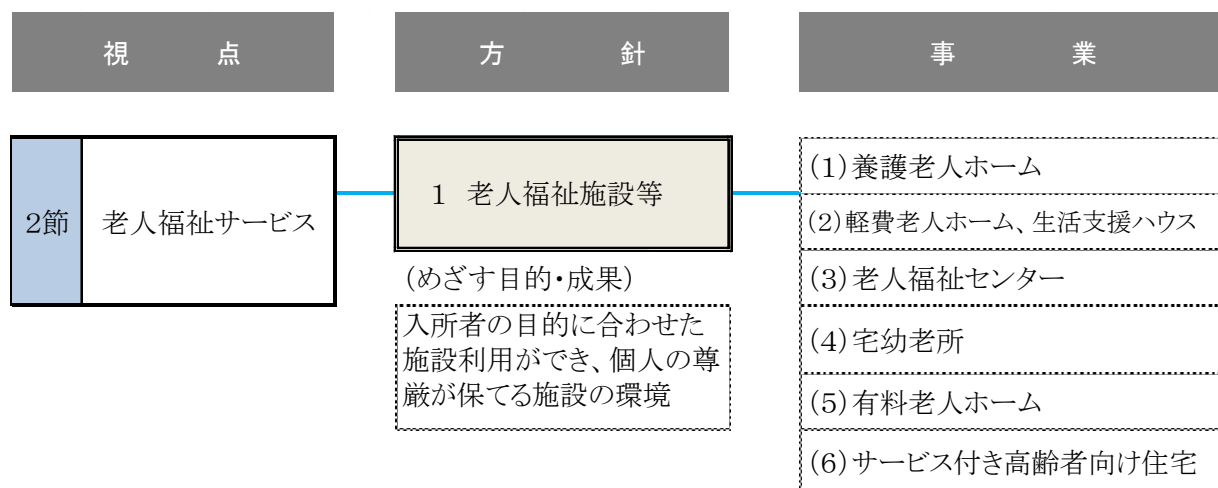 視　点
方　針
事　業
2節
老人福祉サービス
1　老人福祉施設等
(めざす目的・成果)
入所者の目的に合わせた
施設利用ができ、個人の尊
厳が保てる施設の環境
(1)養護老人ホーム
(2)軽費老人ホーム、生活支援ハウス
(3)老人福祉センター
(4)宅幼老所
(5)有料老人ホーム
(6)サービス付き高齢者向け住宅